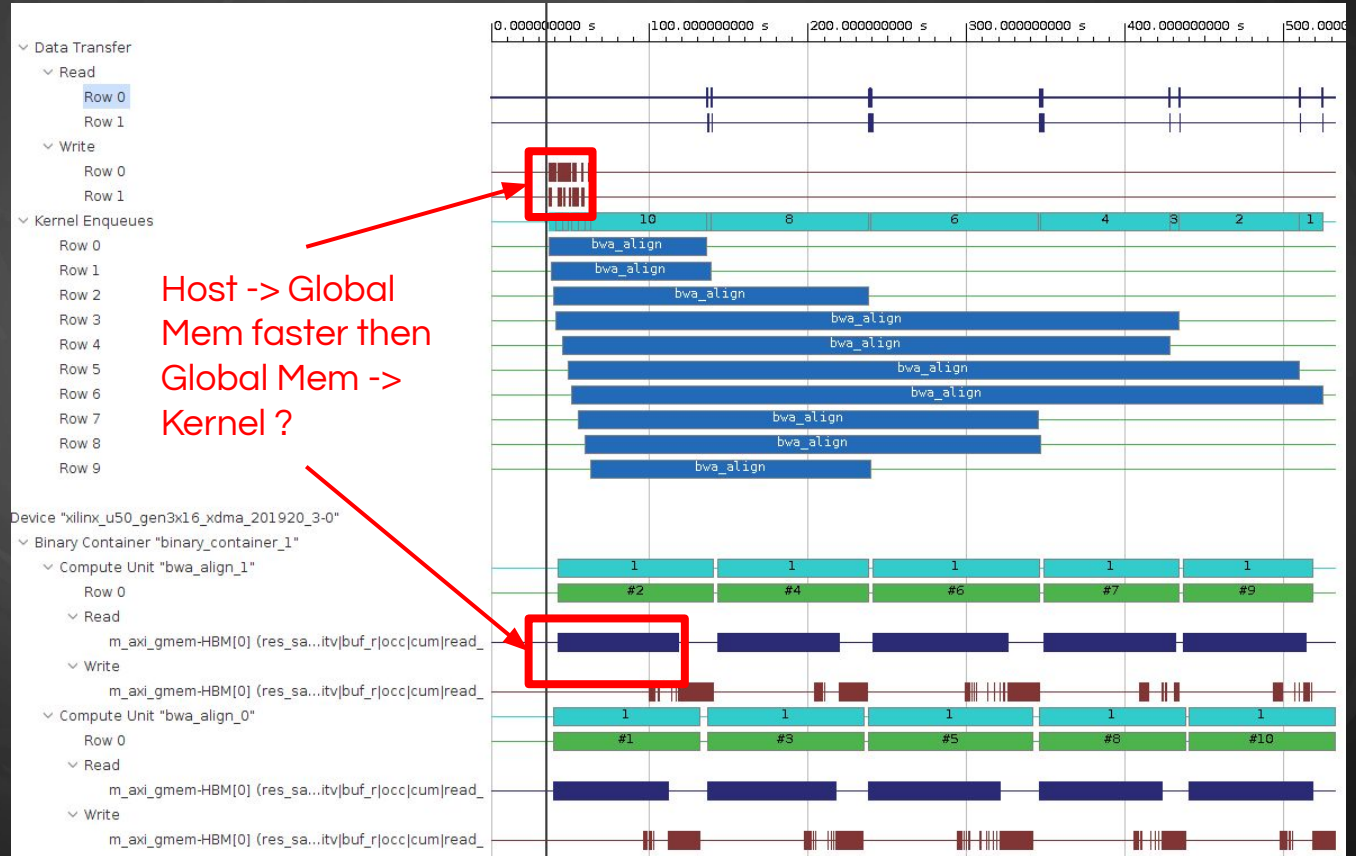 0.000000000 s 100.000000000 s 200.000000000 s 300.000000000 s 400.000000000 s 500.0000
Data Transfer
Read
Row 0
Row 1
Write
Row 0
Row 1
Kernel Enqueues 10 8 6 4 3 2 1
Row 0 bwa_align
Row 1 bwa_align
Row 2 bwa_align
Row 3 bwa_align
Row 4 bwa_align
Row 5 bwa_align
Row 6 bwa_align
Row 7 bwa_align
Row 8 bwa_align
Row 9 bwa_align
Host -> Global
Mem faster then
Global Mem ->
Kernel ?
Device "xilinx_u50_gen3x16_xdma_201920_3-0"
Binary Container "binary_container_1"
Compute Unit "bwa_align_1" 1 1 1 1 1
Row 0 #2 #4 #6 #7 #9
Read
m_axi_gmem-HBM[0] (res_sa...itv|buf_r|occ|cum|read_
Write
m_axi_gmem-HBM[0] (res_sa...itv|buf_r|occ|cum|read_
Compute Unit "bwa_align_0" 1 1 1 1 1
Row 0 #1 #3 #5 #8 #10
Read
m_axi_gmem-HBM[0] (res_sa...itv|buf_r|occ|cum|read_
Write
m_axi_gmem-HBM[0] (res_sa...itv|buf_r|occ|cum|read_